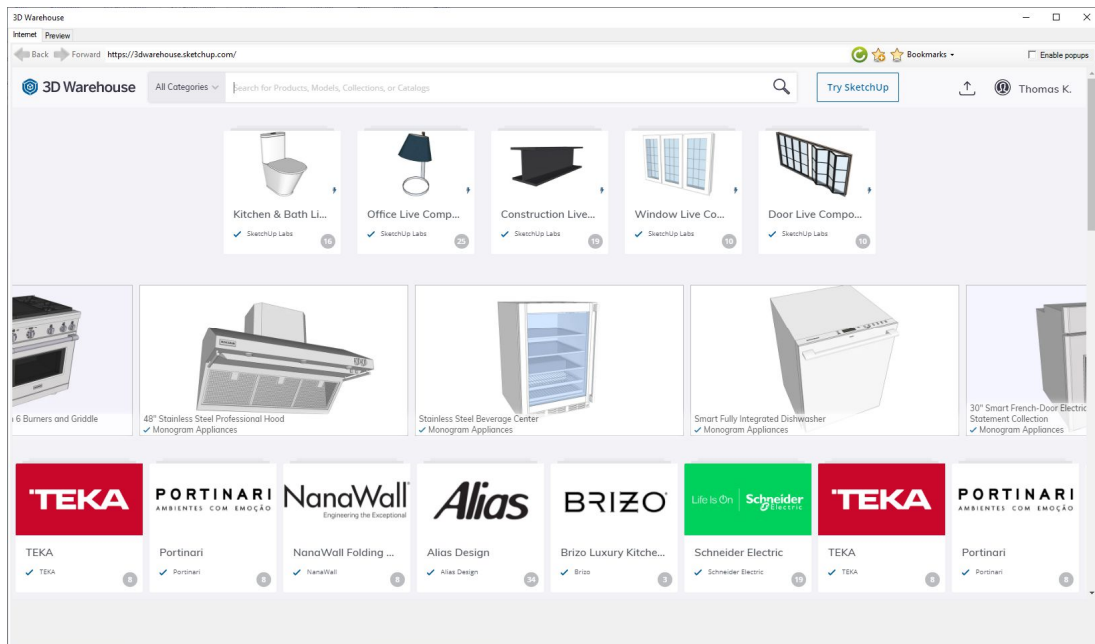 3D Warehouse
Internet Preview
Back Forward https://3dwarehouse.sketchup.com/ Bookmarks Enable popups
3D Warehouse All Categories Search for Products, Models, Collections, or Catalogs Try SketchUp Thomas K.
Kitchen & Bath Li... Office Live Comp... Construction Live... Window Live Co... Door Live Compo...
SketchUp Labs 16 SketchUp Labs 25 SketchUp Labs 19 SketchUp Labs 10 SketchUp Labs 10
6 Burners and Griddle 48" Stainless Steel Professional Hood Stainless Steel Beverage Center Smart Fully Integrated Dishwasher 30" Smart French-Door Electric
Statement Collection
Monogram Appliances Monogram Appliances Monogram Appliances Monogram Appliances
TEKA PORTINARI NanaWall Alias BRIZO Life Is On Schneider TEKA PORTINARI
AMBIENTES COM EMOÇÃO Engineering the Exceptional Electric AMBIENTES COM EMOÇÃO
TEKA Portinari NanaWall Folding ... Alias Design Brizo Luxury Kitche... Schneider Electric TEKA Portinari
TEKA 8 Portinari 8 NanaWall 8 Alias Design 34 Brizo 3 Schneider Electric 19 TEKA 8 Portinari 8